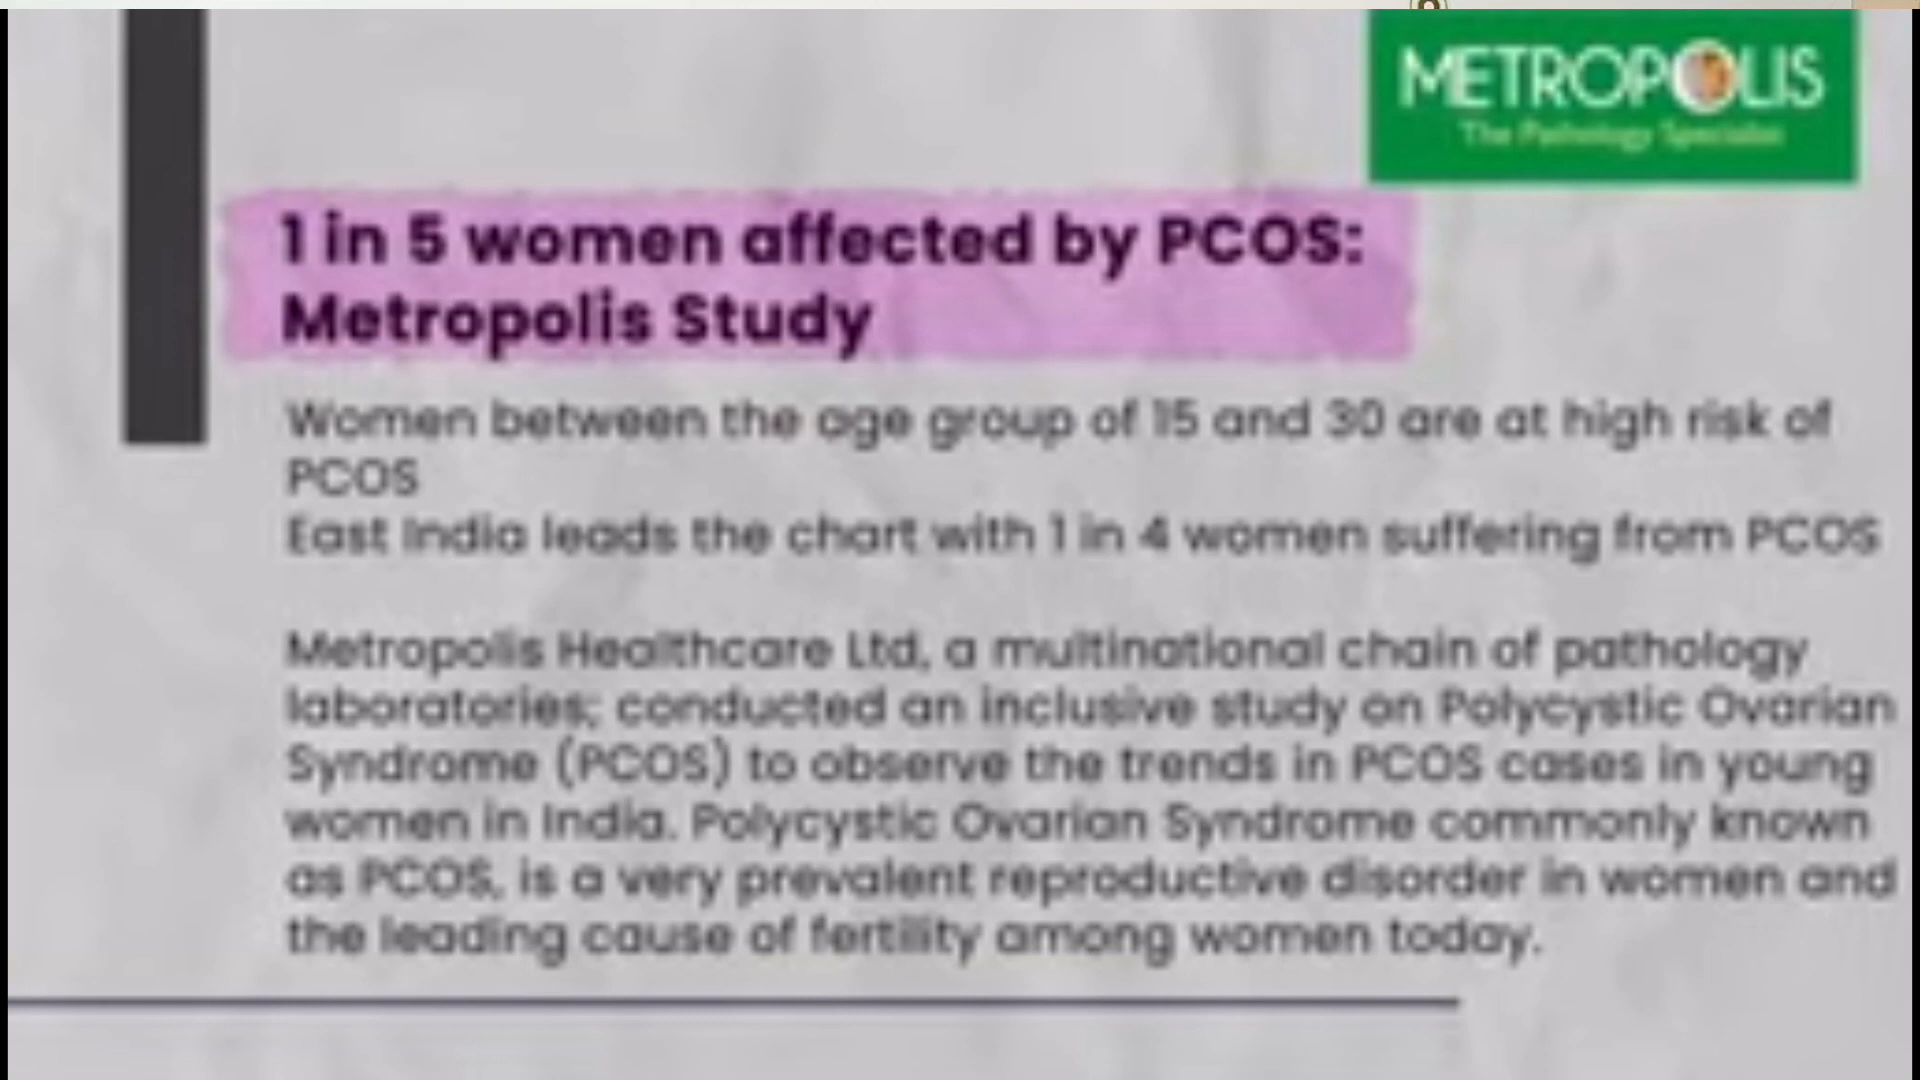 METROPOLIS
The Pathology Specialist
1 in 5 women affected by PCOS:
Metropolis Study
Women between the age group of 15 and 30 are at high risk of
PCOS
East India leads the chart with 1 in 4 women suffering from PCOS
Metropolis Healthcare Ltd, a multinational chain of pathology
laboratories; conducted an inclusive study on Polycystic Ovarian
Syndrome (PCOS) to observe the trends in PCOS cases in young
women in India. Polycystic Ovarian Syndrome commonly known
as PCOS, is a very prevalent reproductive disorder in women and
the leading cause of fertility among women today.